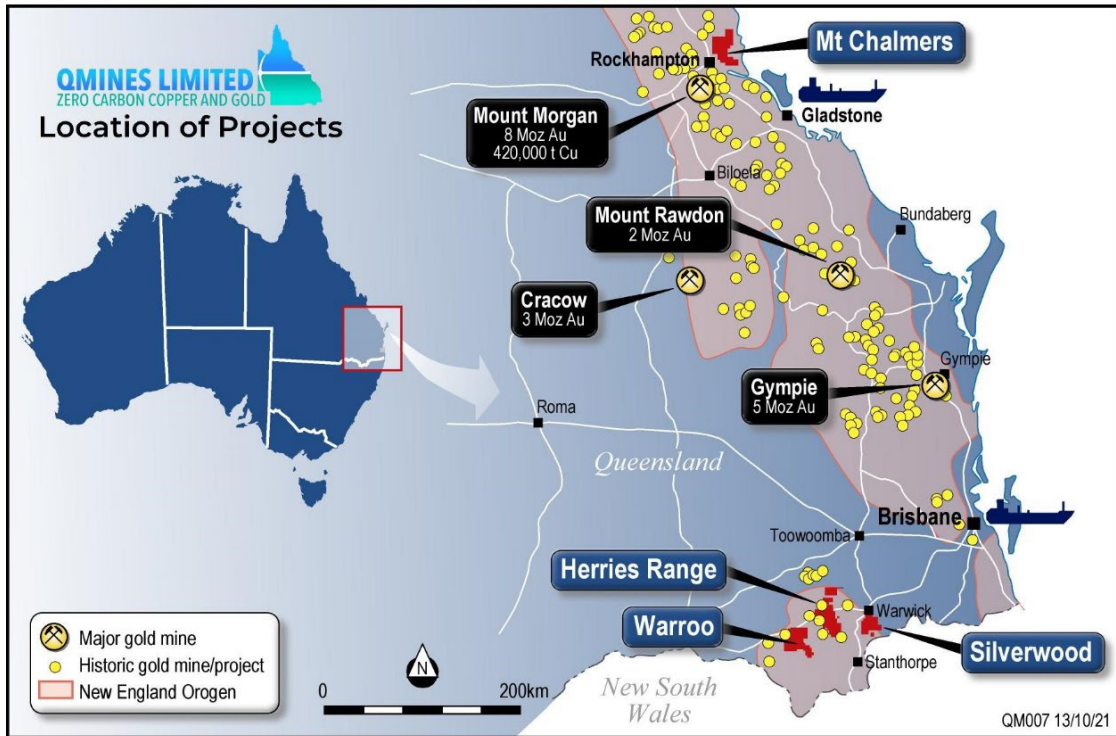 QMINES LIMITED
ZERO CARBON COPPER AND GOLD
Location of Projects
Mt Chalmers
Rockhampton
Mount Morgan
8 Moz Au
420,000 t Cu
Gladstone
Biloela
Mount Rawdon
2 Moz Au
Bundaberg
Cracow
3 Moz Au
Gympie
Gympie
5 Moz Au
Roma
Queensland
Brisbane
Toowoomba
Herries Range
Warwick
Warroo
Silverwood
Stanthorpe
Major gold mine
Historic gold mine/project
New England Orogen
N
0
200km
New South
Wales
QM007 13/10/21